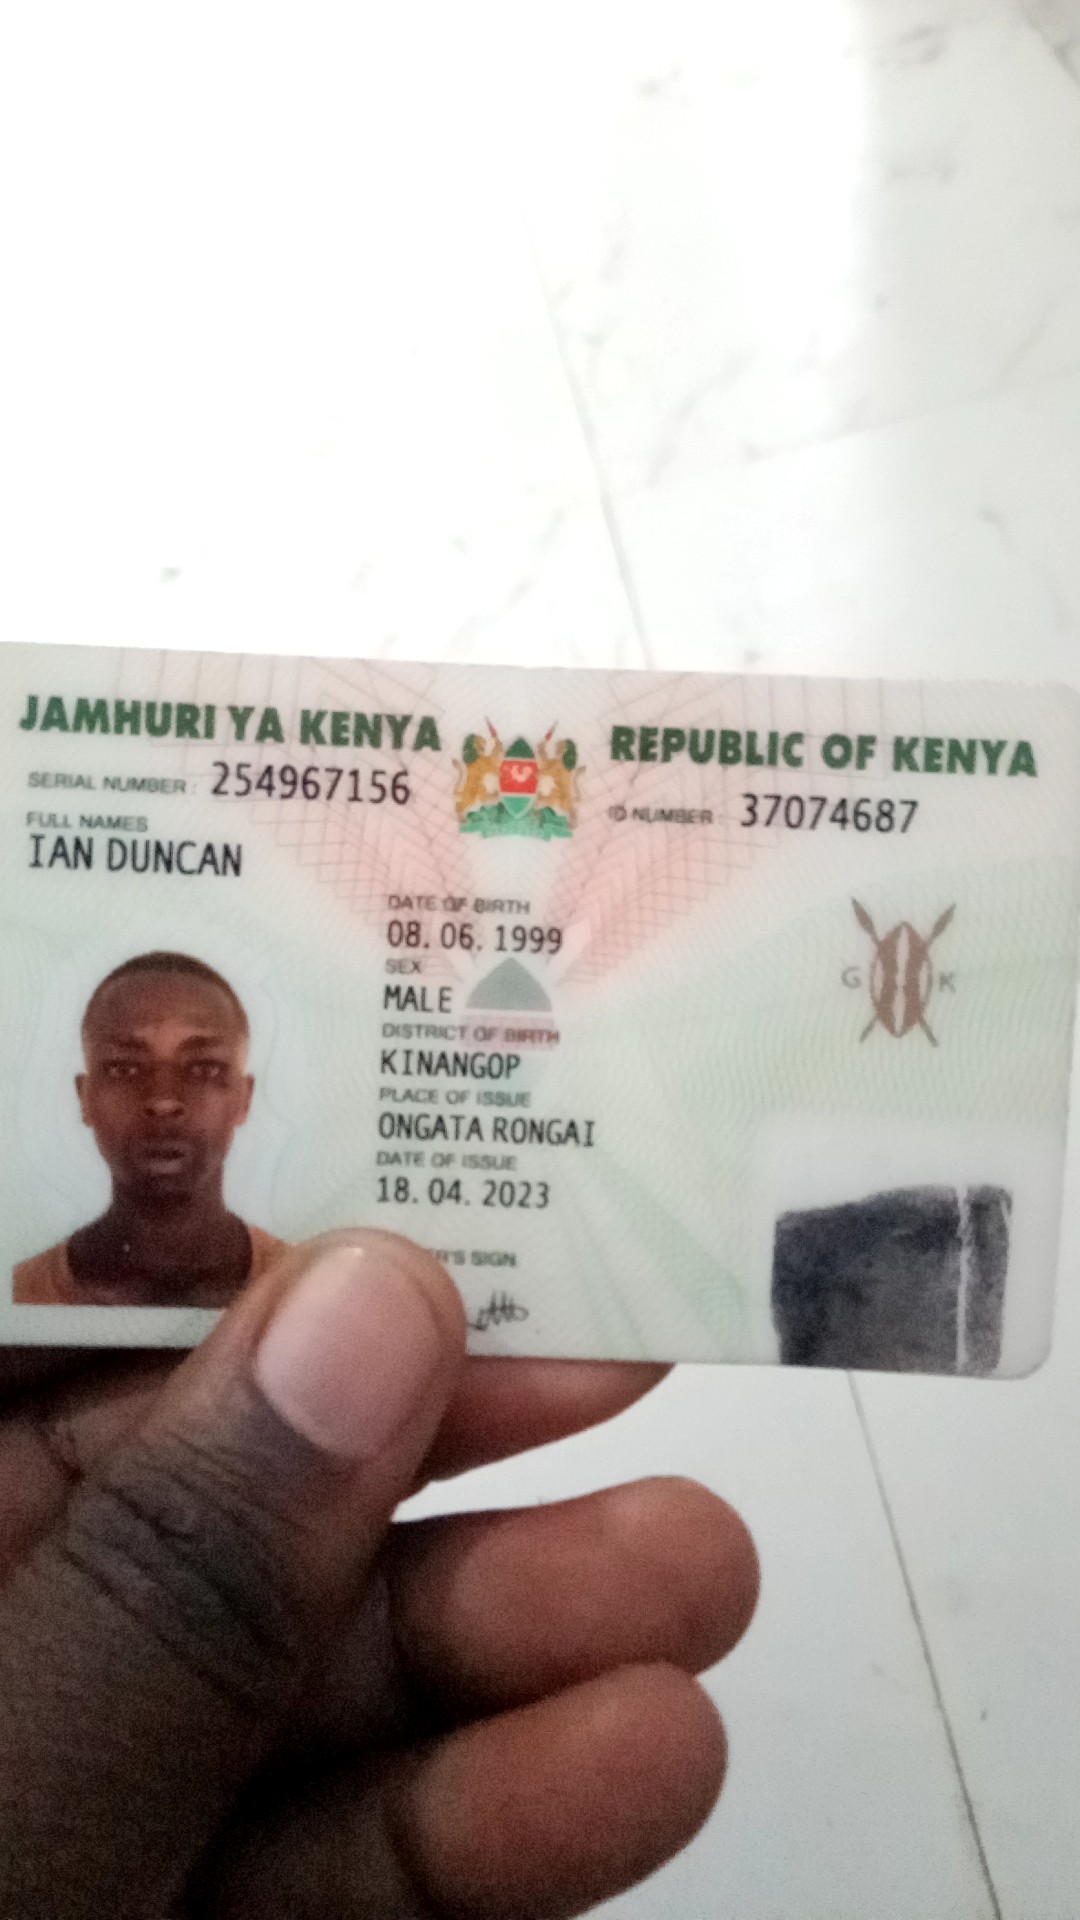 JAMHURI YA KENYA
REPUBLIC OF KENYA
SERIAL NUMBER: 254967156
ID NUMBER: 37074687
FULL NAMES
IAN DUNCAN
DATE OF BIRTH
08. 06. 1999
SEX
MALE
DISTRICT OF BIRTH
KINANGOP
PLACE OF ISSUE
ONGATA RONGAI
DATE OF ISSUE
18. 04. 2023
SIGN
G K